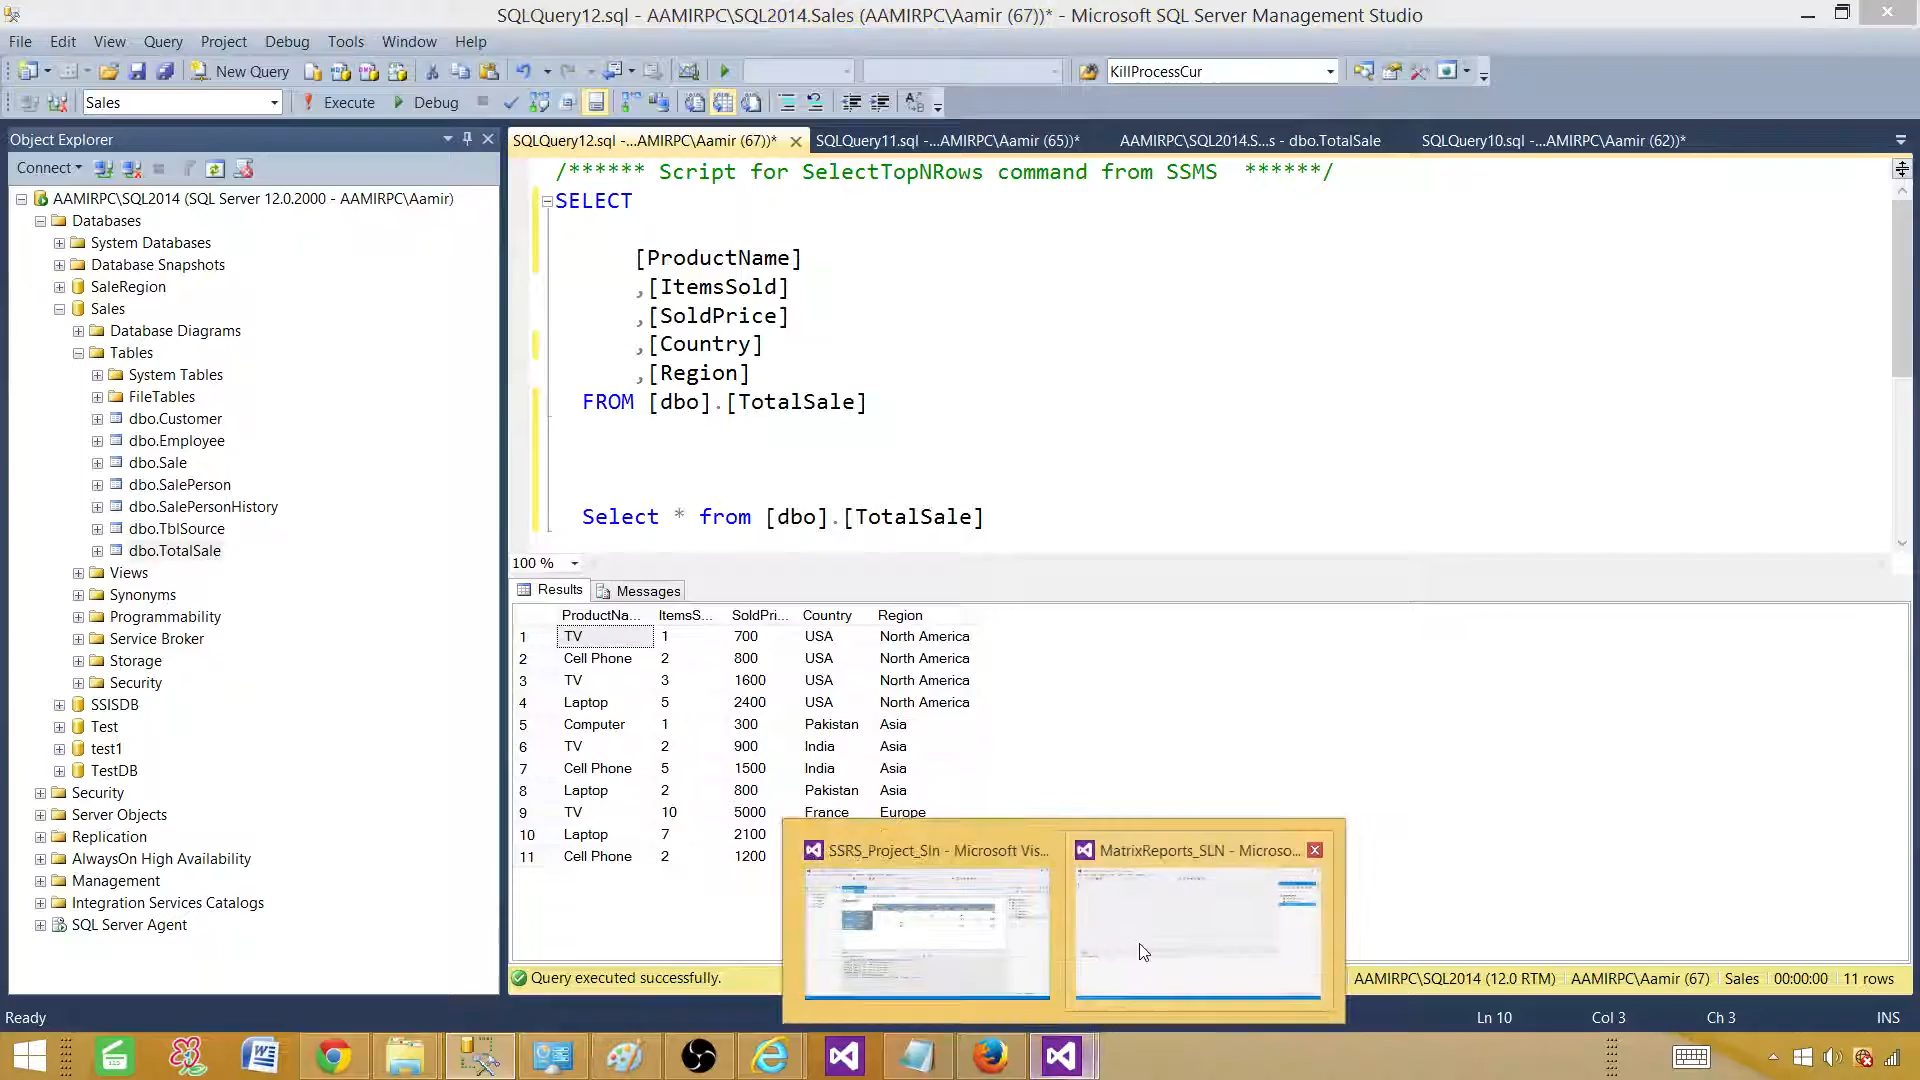 SQLQuery12.sql - AAMIRPC\SQL2014.Sales (AAMIRPC\Aamir (67))* - Microsoft SQL Server Management Studio
File Edit View Query Project Debug Tools Window Help
New Query KillProcessCur
Sales Execute Debug
Object Explorer
Connect
AAMIRPC\SQL2014 (SQL Server 12.0.2000 - AAMIRPC\Aamir)
Databases
System Databases
Database Snapshots
SaleRegion
Sales
Database Diagrams
Tables
System Tables
FileTables
dbo.Customer
dbo.Employee
dbo.Sale
dbo.SalePerson
dbo.SalePersonHistory
dbo.TblSource
dbo.TotalSale
Views
Synonyms
Programmability
Service Broker
Storage
Security
SSISDB
Test
test1
TestDB
Security
Server Objects
Replication
AlwaysOn High Availability
Management
Integration Services Catalogs
SQL Server Agent
SQLQuery12.sql -...AMIRPC\Aamir (67))* SQLQuery11.sql -...AMIRPC\Aamir (65))* AAMIRPC\SQL2014.S...s - dbo.TotalSale SQLQuery10.sql -...AMIRPC\Aamir (62))*
/****** Script for SelectTopNRows command from SSMS ******/
SELECT
[ProductName]
,[ItemsSold]
,[SoldPrice]
,[Country]
,[Region]
FROM [dbo].[TotalSale]
Select * from [dbo].[TotalSale]
100 %
Results Messages
ProductNa... ItemsS... SoldPri... Country Region
1 TV 1 700 USA North America
2 Cell Phone 2 800 USA North America
3 TV 3 1600 USA North America
4 Laptop 5 2400 USA North America
5 Computer 1 300 Pakistan Asia
6 TV 2 900 India Asia
7 Cell Phone 5 1500 India Asia
8 Laptop 2 800 Pakistan Asia
9 TV 10 5000 France Europe
10 Laptop 7 2100
11 Cell Phone 2 1200
SSRS_Project_Sln - Microsoft Vis... MatrixReports_SLN - Microso...
Query executed successfully. AAMIRPC\SQL2014 (12.0 RTM) AAMIRPC\Aamir (67) Sales 00:00:00 11 rows
Ready Ln 10 Col 3 Ch 3 INS